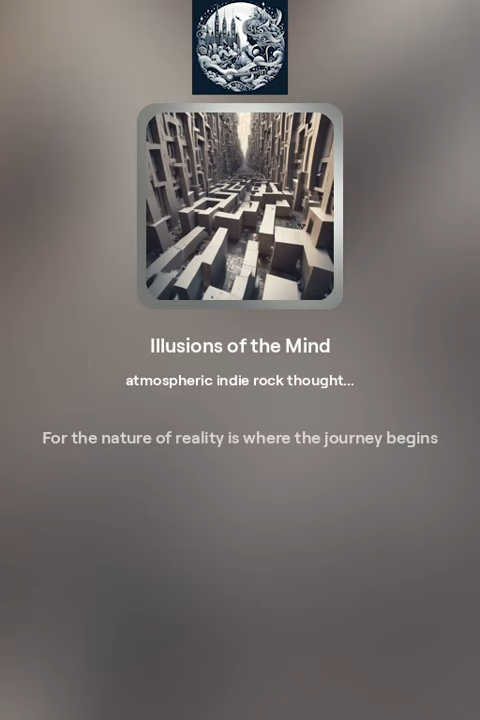 Illusions of the Mind
atmospheric indie rock thought...
For the nature of reality is where the journey begins